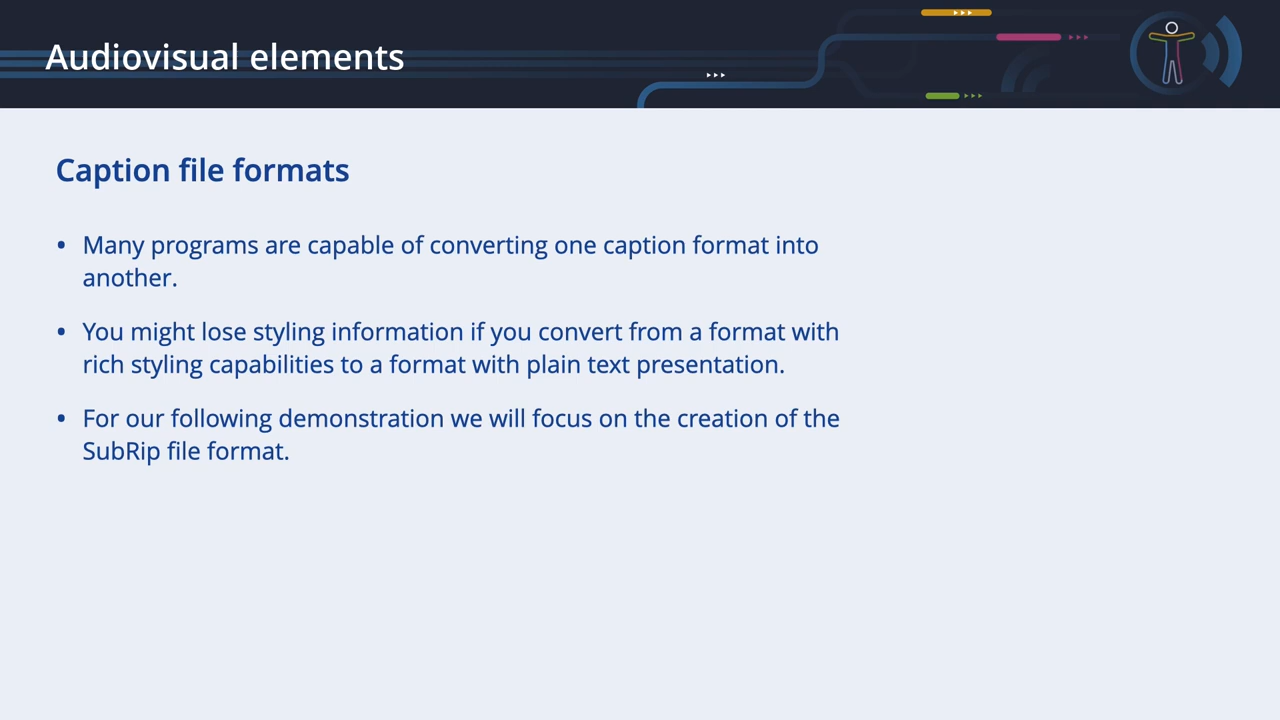 Audiovisual elements
Caption file formats
• Many programs are capable of converting one caption format into
another.
• You might lose styling information if you convert from a format with
rich styling capabilities to a format with plain text presentation.
• For our following demonstration we will focus on the creation of the
SubRip file format.